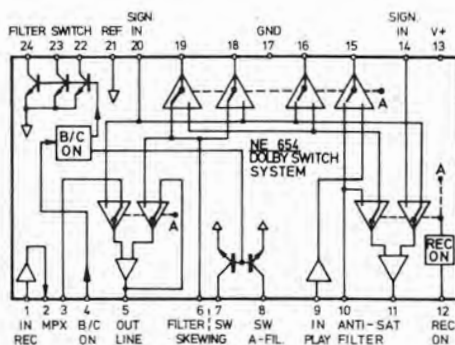 SIGN. SIGN.
FILTER SWITCH REF. IN GND IN V+
24 23 22 21 20 19 18 17 16 15 14 13
A
B/C ON
NE 654
DOLBY SWITCH
SYSTEM
A
A
REC ON
1 2 3 4 5 6 7 8 9 10 11 12
IN MPX B/C OUT FILTER SW SW IN ANTI-SAT REC
REC ON LINE SKEWING A-FIL. PLAY FILTER ON